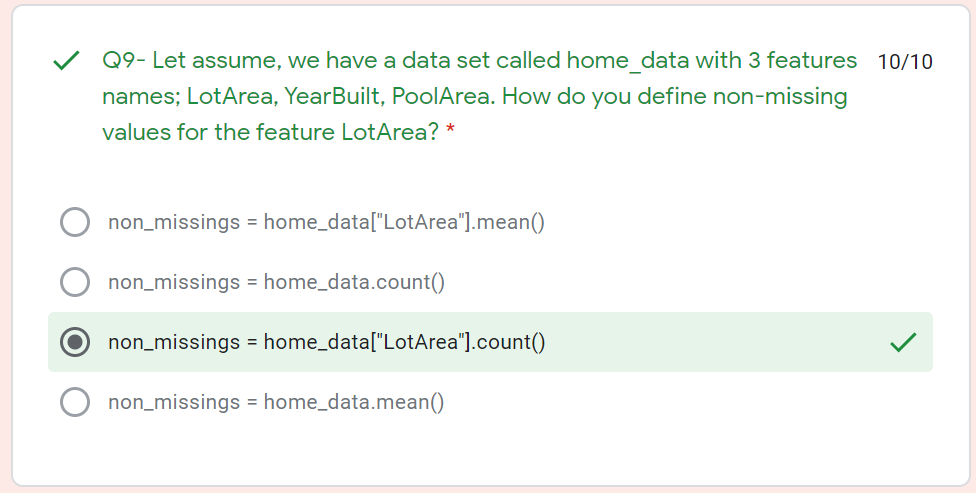 Q9- Let assume, we have a data set called home_data with 3 features 10/10
names; LotArea, YearBuilt, PoolArea. How do you define non-missing
values for the feature LotArea? *
non_missings = home_data["LotArea"].mean()
non_missings = home_data.count()
non_missings = home_data["LotArea"].count()
non_missings = home_data.mean()